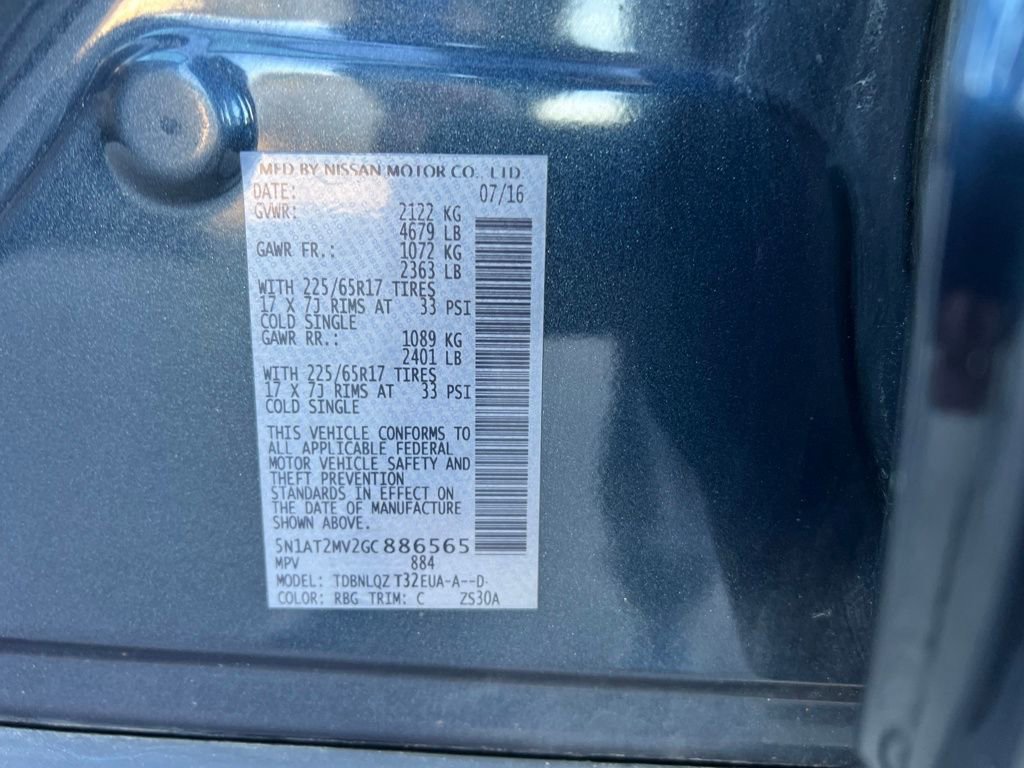 MFD BY NISSAN MOTOR CO., LTD.
DATE: 07/16
GVWR: 2122 KG
4679 LB
GAWR FR.: 1072 KG
2363 LB
WITH 225/65R17 TIRES
17 X 7J RIMS AT 33 PSI
COLD SINGLE
GAWR RR.: 1089 KG
2401 LB
WITH 225/65R17 TIRES
17 X 7J RIMS AT 33 PSI
COLD SINGLE
THIS VEHICLE CONFORMS TO
ALL APPLICABLE FEDERAL
MOTOR VEHICLE SAFETY AND
THEFT PREVENTION
STANDARDS IN EFFECT ON
THE DATE OF MANUFACTURE
SHOWN ABOVE.
5N1AT2MV2GC886565
MPV 884
MODEL: TDBNLQZ T32EUA-A--D-
COLOR: RBG TRIM: C ZS30A